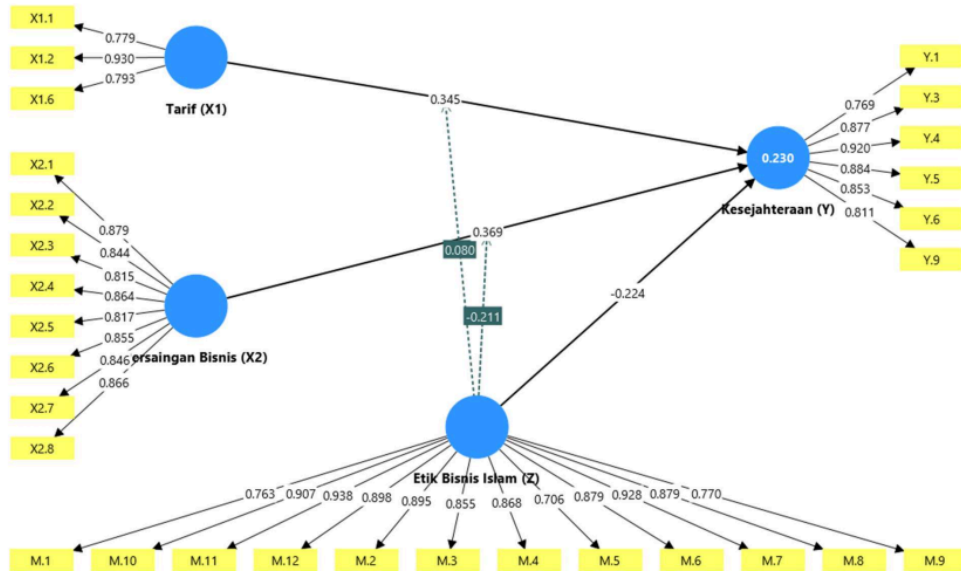 X1.1
0.779
X1.2
0.930
X1.6
0.793
Tarif (X1)
0.345
Y.1
0.769
Y.3
0.877
Y.4
0.920
0.230
0.884
Y.5
0.853
Y.6
0.811
Kesejahteraan (Y)
Y.9
X2.1
X2.2
0.879
0.844
X2.3
0.815
X2.4
0.864
X2.5
0.817
0.855
X2.6
0.846
ersaingan Bisnis (X2)
0.866
X2.7
X2.8
0.369
0.080
-0.211
-0.224
Etik Bisnis Islam (Z)
0.763 0.907 0.938 0.898 0.895 0.855 0.868 0.706 0.879 0.928 0.879 0.770
M.1 M.10 M.11 M.12 M.2 M.3 M.4 M.5 M.6 M.7 M.8 M.9